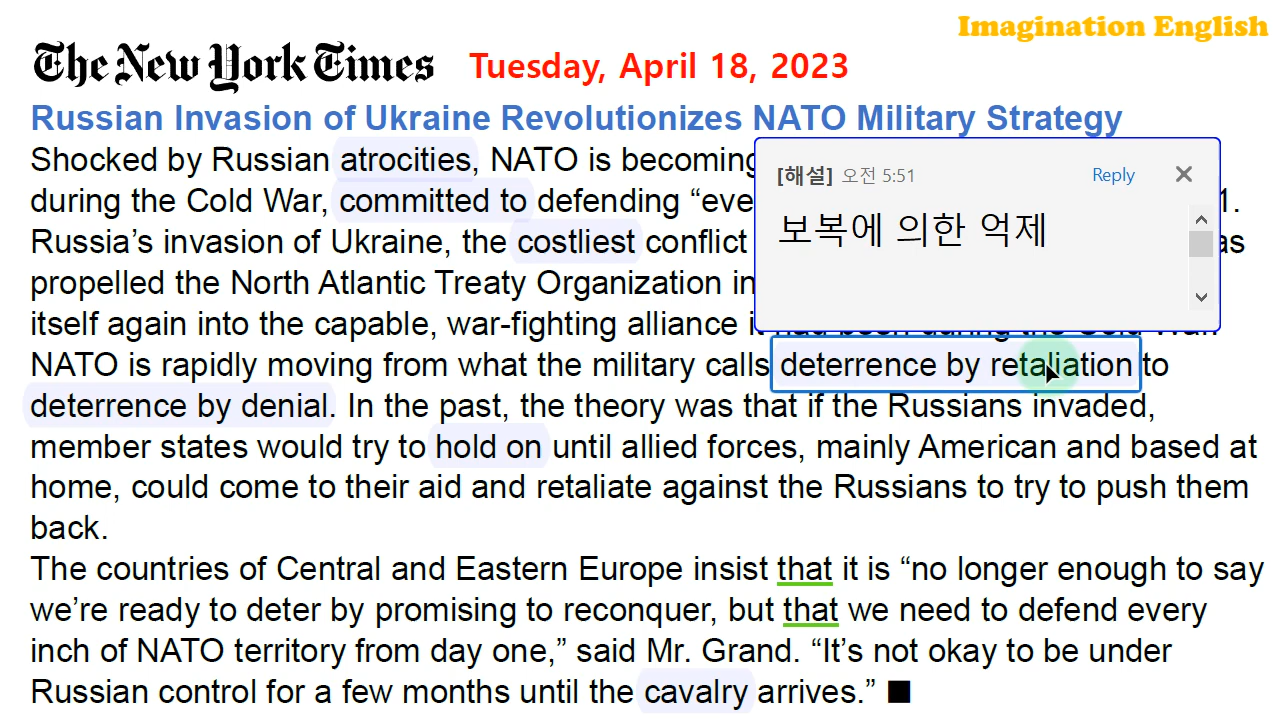 Imagination English
The New York Times Tuesday, April 18, 2023
Russian Invasion of Ukraine Revolutionizes NATO Military Strategy
Shocked by Russian atrocities, NATO is becoming
during the Cold War, committed to defending “eve 1.
Russia’s invasion of Ukraine, the costliest conflict as
propelled the North Atlantic Treaty Organization in
[해설] 오전 5:51 Reply ×
보복에 의한 억제
itself again into the capable, war-fighting alliance it had been during the Cold War.
NATO is rapidly moving from what the military calls deterrence by retaliation to
deterrence by denial. In the past, the theory was that if the Russians invaded,
member states would try to hold on until allied forces, mainly American and based at
home, could come to their aid and retaliate against the Russians to try to push them
back.
The countries of Central and Eastern Europe insist that it is “no longer enough to say
we’re ready to deter by promising to reconquer, but that we need to defend every
inch of NATO territory from day one,” said Mr. Grand. “It’s not okay to be under
Russian control for a few months until the cavalry arrives.” ■